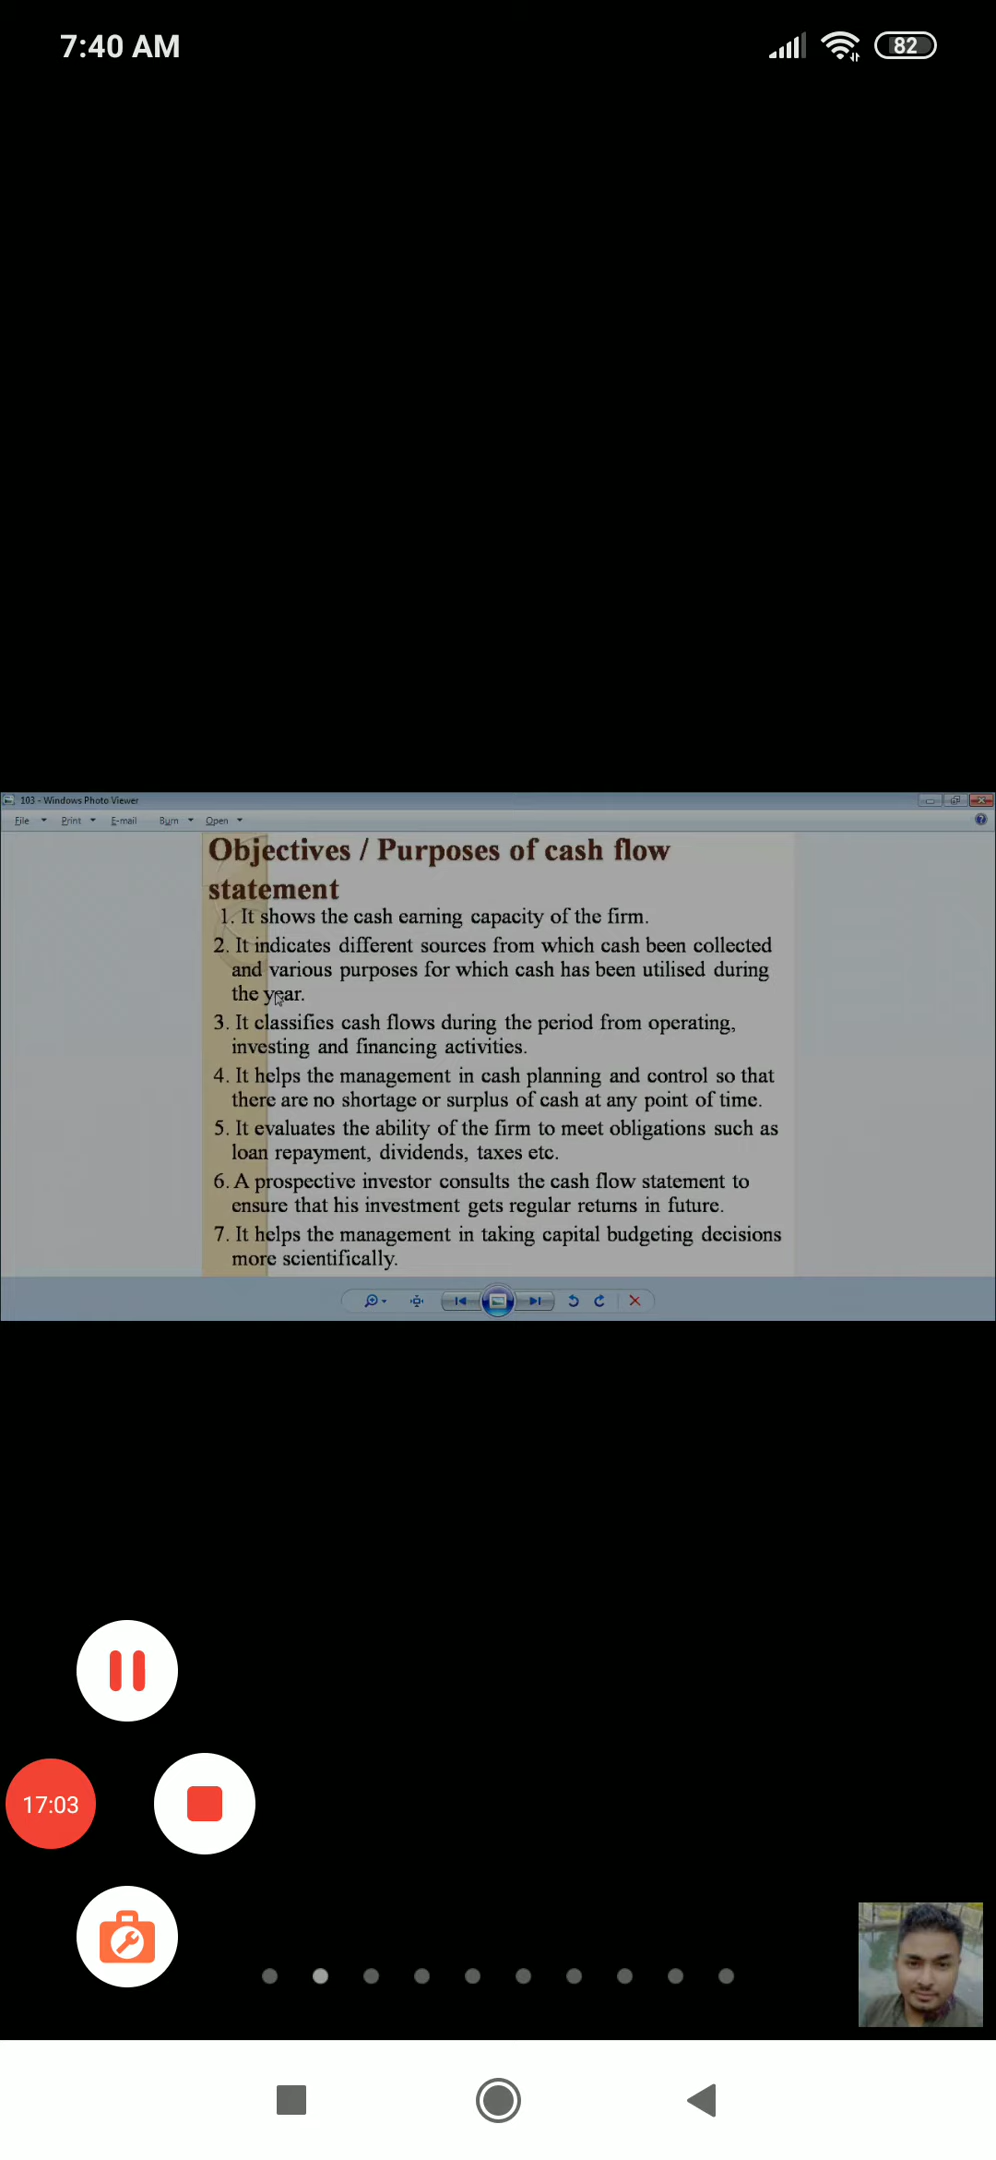 7:40 AM
82
103 - Windows Photo Viewer
File Print E-mail Burn Open
Objectives / Purposes of cash flow
statement
1. It shows the cash earning capacity of the firm.
2. It indicates different sources from which cash been collected
and various purposes for which cash has been utilised during
the year.
3. It classifies cash flows during the period from operating,
investing and financing activities.
4. It helps the management in cash planning and control so that
there are no shortage or surplus of cash at any point of time.
5. It evaluates the ability of the firm to meet obligations such as
loan repayment, dividends, taxes etc.
6. A prospective investor consults the cash flow statement to
ensure that his investment gets regular returns in future.
7. It helps the management in taking capital budgeting decisions
more scientifically.
17:03